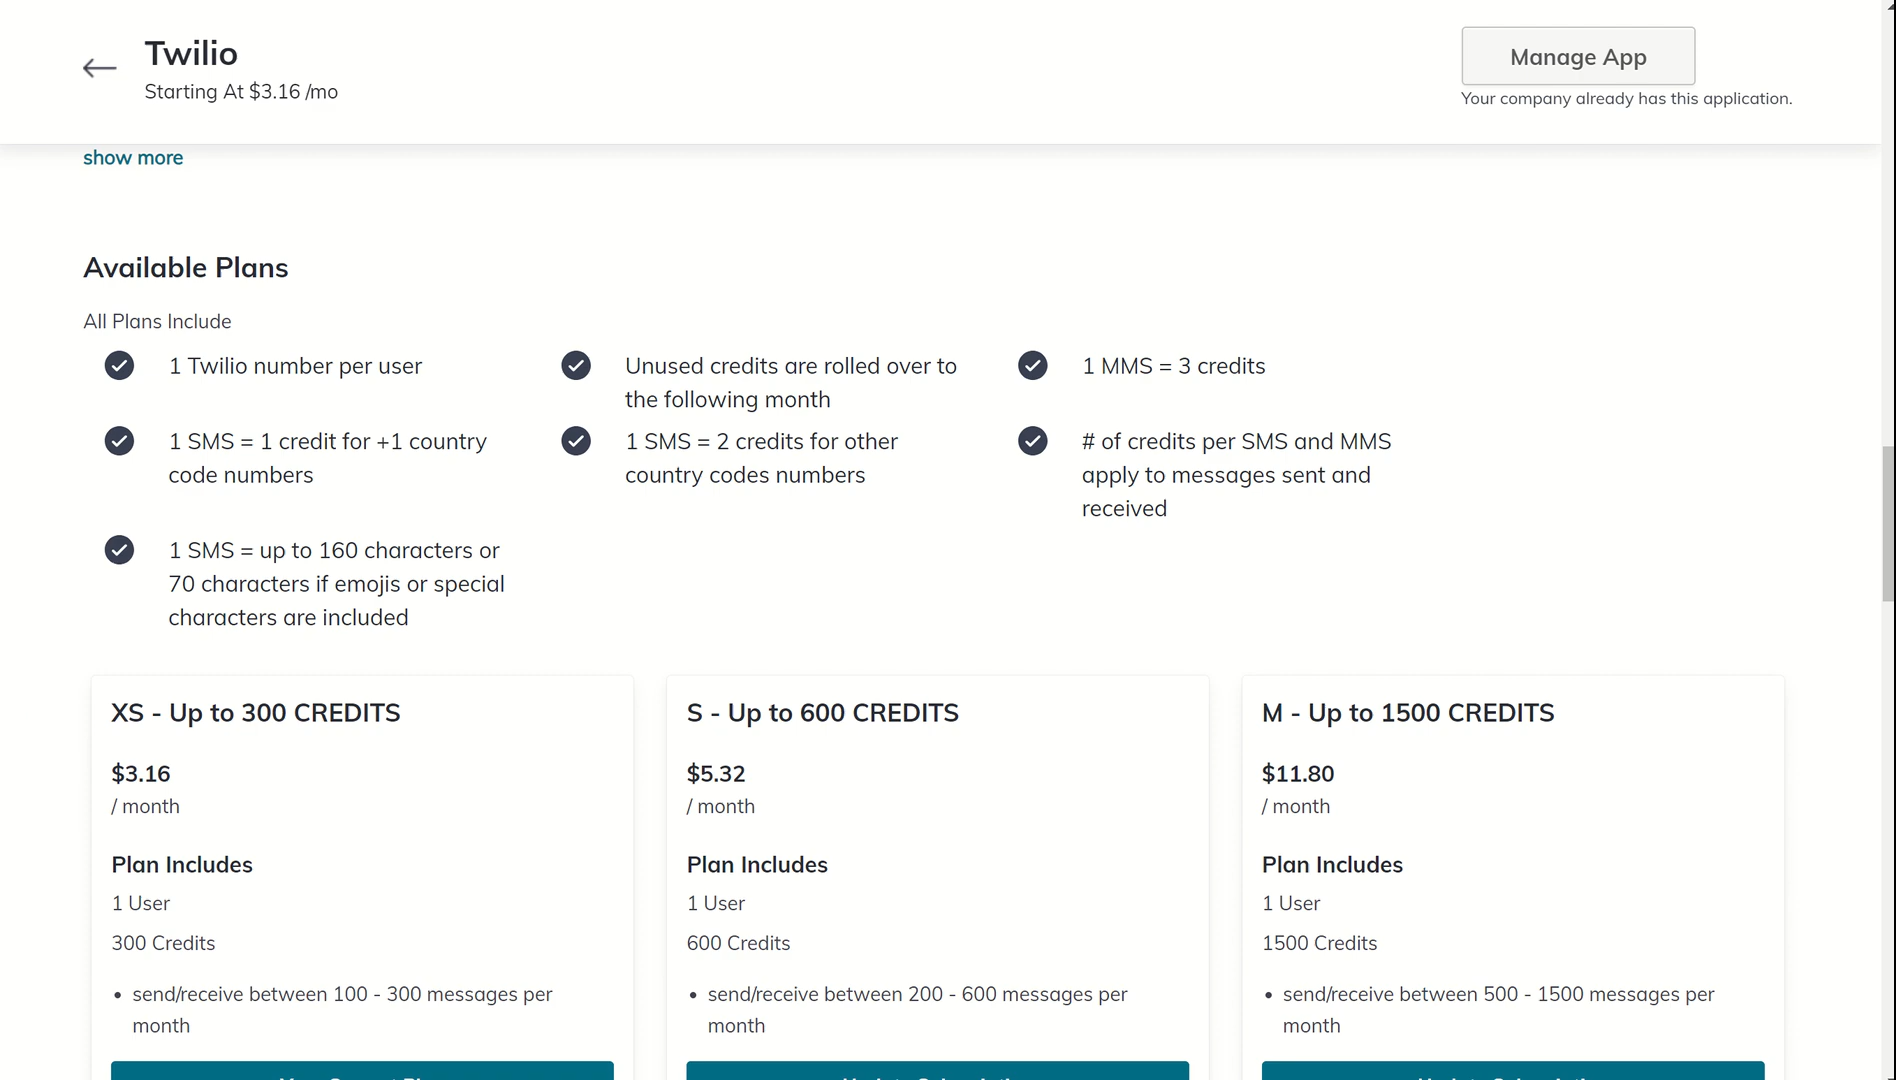 Twilio
Starting At $3.16 /mo
Manage App
Your company already has this application.
show more
Available Plans
All Plans Include
1 Twilio number per user
Unused credits are rolled over to
the following month
1 MMS = 3 credits
1 SMS = 1 credit for +1 country
code numbers
1 SMS = 2 credits for other
country codes numbers
# of credits per SMS and MMS
apply to messages sent and
received
1 SMS = up to 160 characters or
70 characters if emojis or special
characters are included
XS - Up to 300 CREDITS
$3.16
/ month
Plan Includes
1 User
300 Credits
• send/receive between 100 - 300 messages per
month
S - Up to 600 CREDITS
$5.32
/ month
Plan Includes
1 User
600 Credits
• send/receive between 200 - 600 messages per
month
M - Up to 1500 CREDITS
$11.80
/ month
Plan Includes
1 User
1500 Credits
• send/receive between 500 - 1500 messages per
month